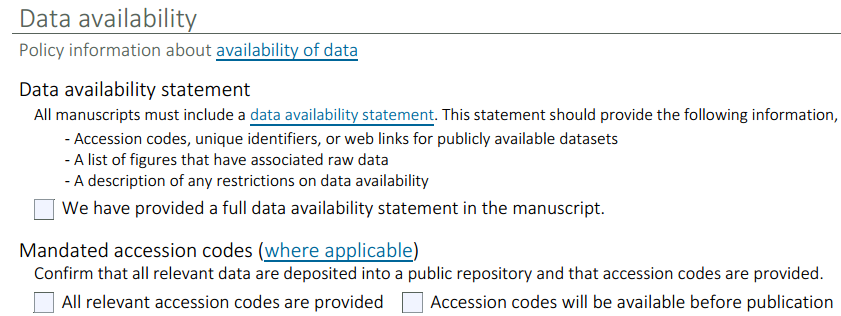 Data availability
Policy information about availability of data
Data availability statement
All manuscripts must include a data availability statement. This statement should provide the following information,
- Accession codes, unique identifiers, or web links for publicly available datasets
- A list of figures that have associated raw data
- A description of any restrictions on data availability
We have provided a full data availability statement in the manuscript.
Mandated accession codes (where applicable)
Confirm that all relevant data are deposited into a public repository and that accession codes are provided.
All relevant accession codes are provided Accession codes will be available before publication